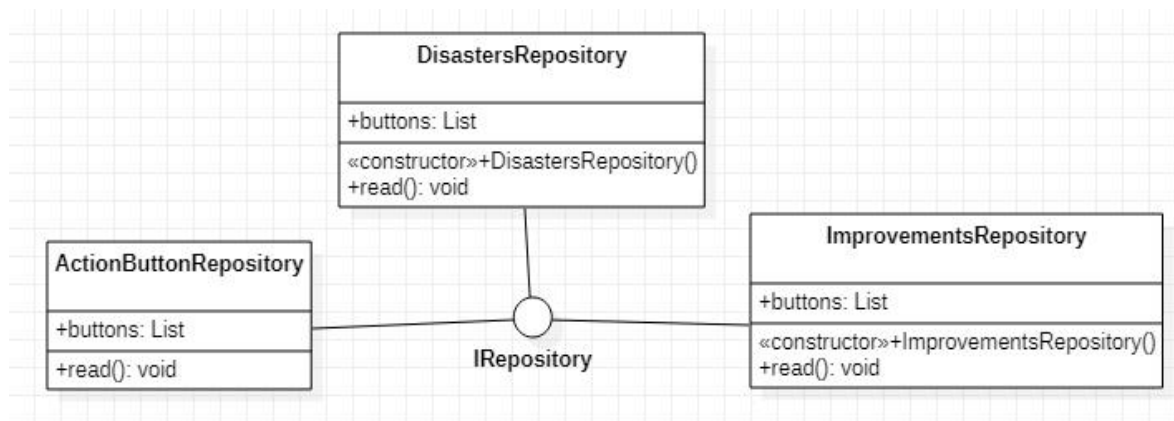 DisastersRepository
+buttons: List
«constructor»+DisastersRepository()
+read(): void
ActionButtonRepository
+buttons: List
+read(): void
IRepository
ImprovementsRepository
+buttons: List
«constructor»+ImprovementsRepository()
+read(): void